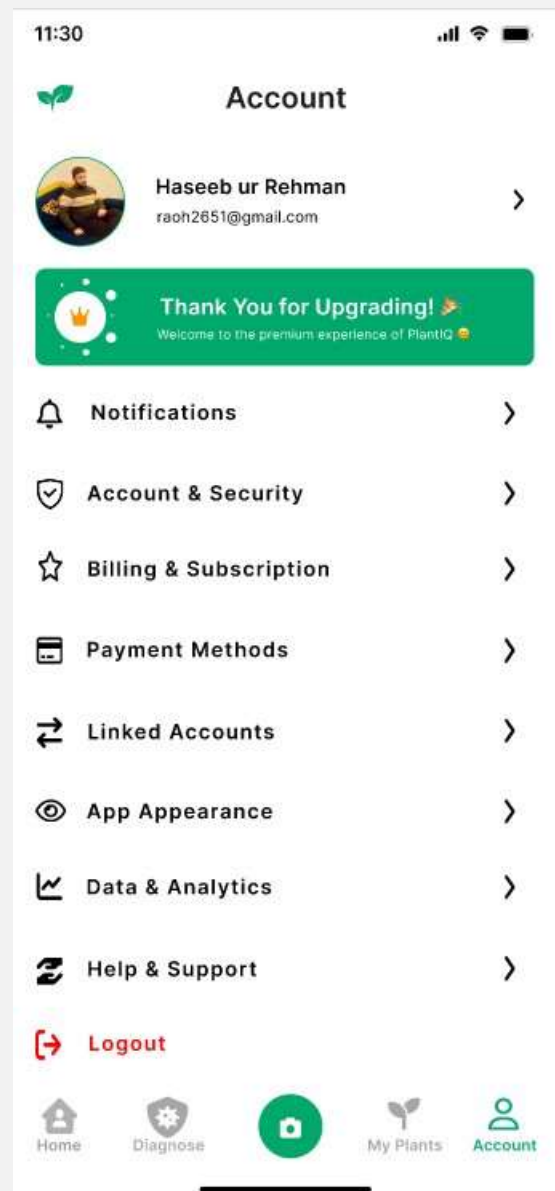 11:30
Account
Haseeb ur Rehman
raoh2651@gmail.com
Thank You for Upgrading! 🎉
Welcome to the premium experience of PlantIQ 😀
Notifications
Account & Security
Billing & Subscription
Payment Methods
Linked Accounts
App Appearance
Data & Analytics
Help & Support
Logout
Home
Diagnose
My Plants
Account